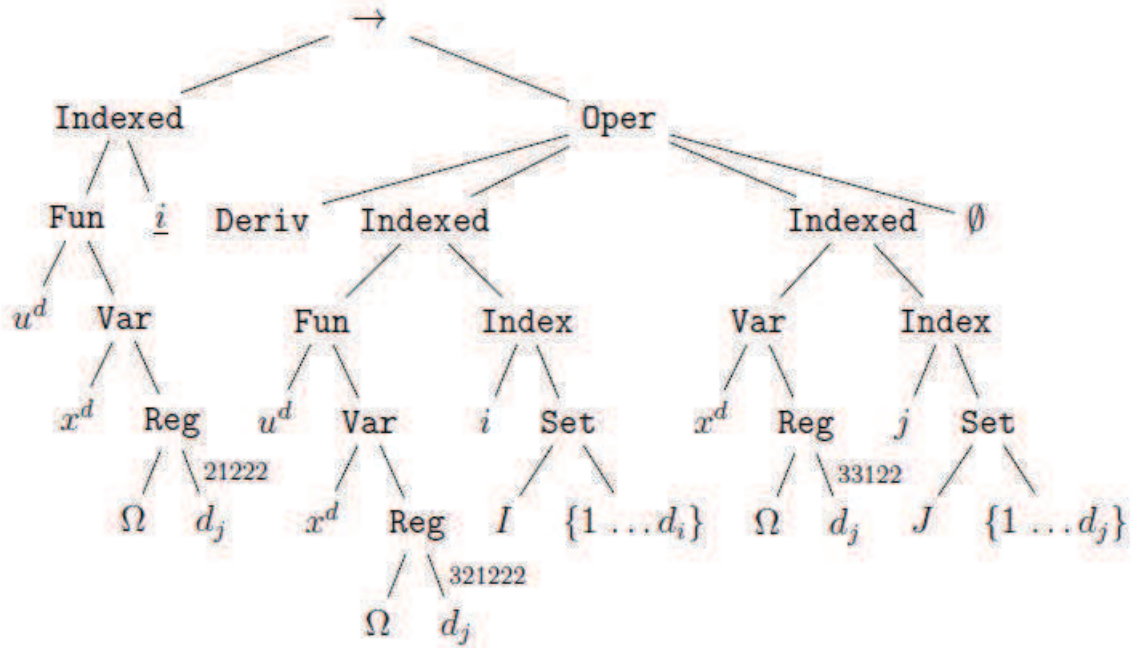 →
Indexed Oper
Fun i Deriv Indexed Indexed ∅
u^d Var Fun Index Var Index
x^d Reg u^d Var i Set x^d Reg j Set
21222 33122
Ω d_j x^d Reg I {1 ...d_i} Ω d_j J {1 ...d_j}
321222
Ω d_j